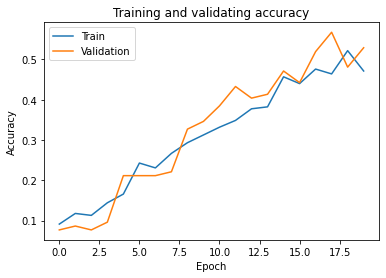 Training and validating accuracy
Train
Validation
Accuracy
0.5
0.4
0.3
0.2
0.1
0.0 2.5 5.0 7.5 10.0 12.5 15.0 17.5
Epoch